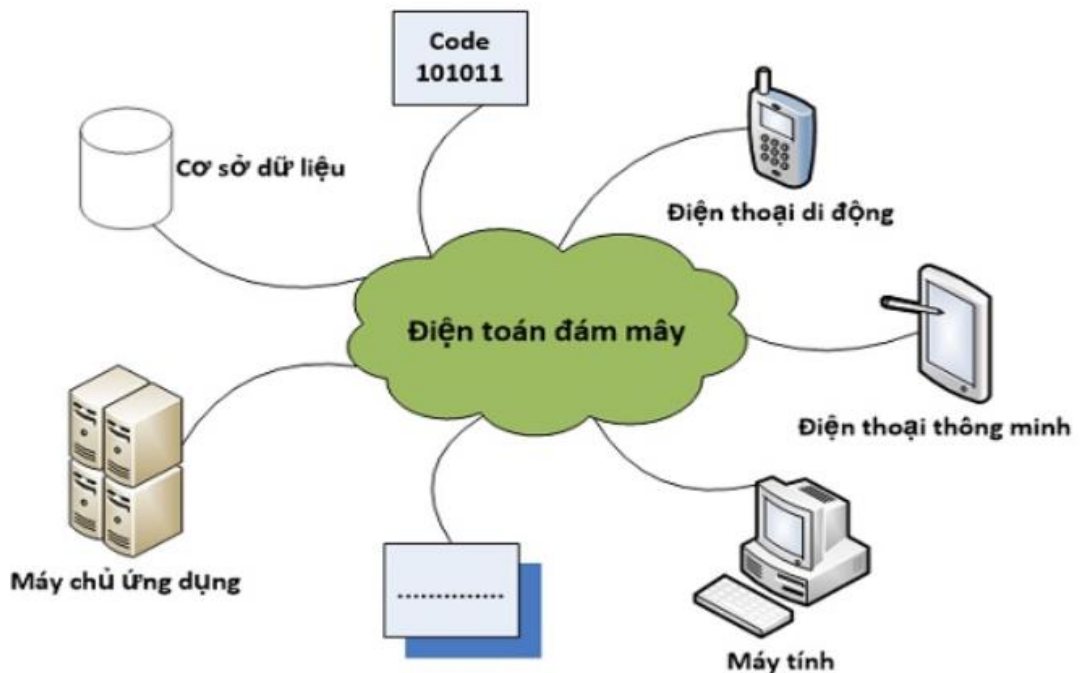 Code
101011
Cơ sở dữ liệu
Điện thoại di động
Điện toán đám mây
Điện thoại thông minh
Máy chủ ứng dụng
..............
Máy tính